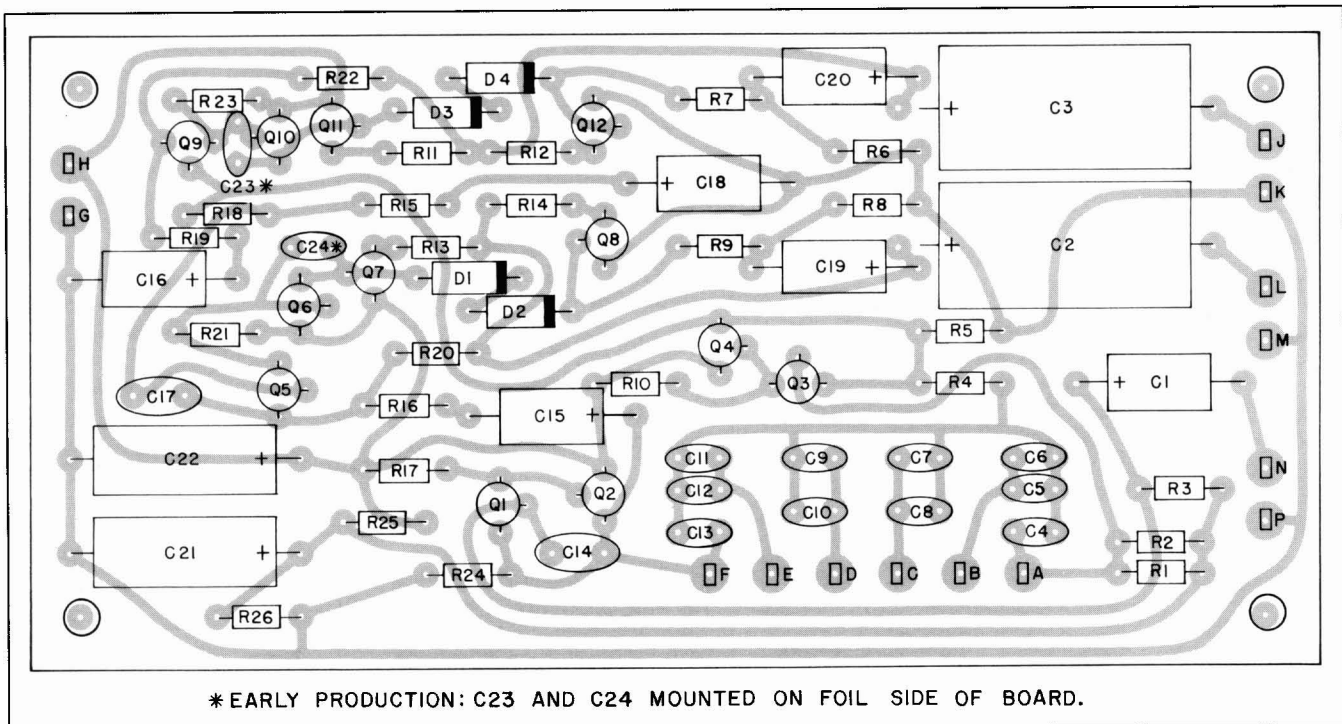 R22 D4 C20 + C3 +
R23 D3 R7
Q9 Q10 Q11 Q12 J
H R11 R12 R6
C23* + C18 K
G R18 R15 R14 R8
R19 C24* R13 Q8 R9 C19 + C2 +
C16 + Q7 D1 L
Q6 D2
R21 R20 Q4 R5 M
C17 Q5 R10 Q3 R4 + C1
R16 C15 +
C22 + R17 C11 C9 C7 C6 N
Q1 Q2 C12 C5 R3
R25 C13 C10 C8 C4 P
C21 + C14 R2
R24 F E D C B A R1
R26
*EARLY PRODUCTION: C23 AND C24 MOUNTED ON FOIL SIDE OF BOARD.